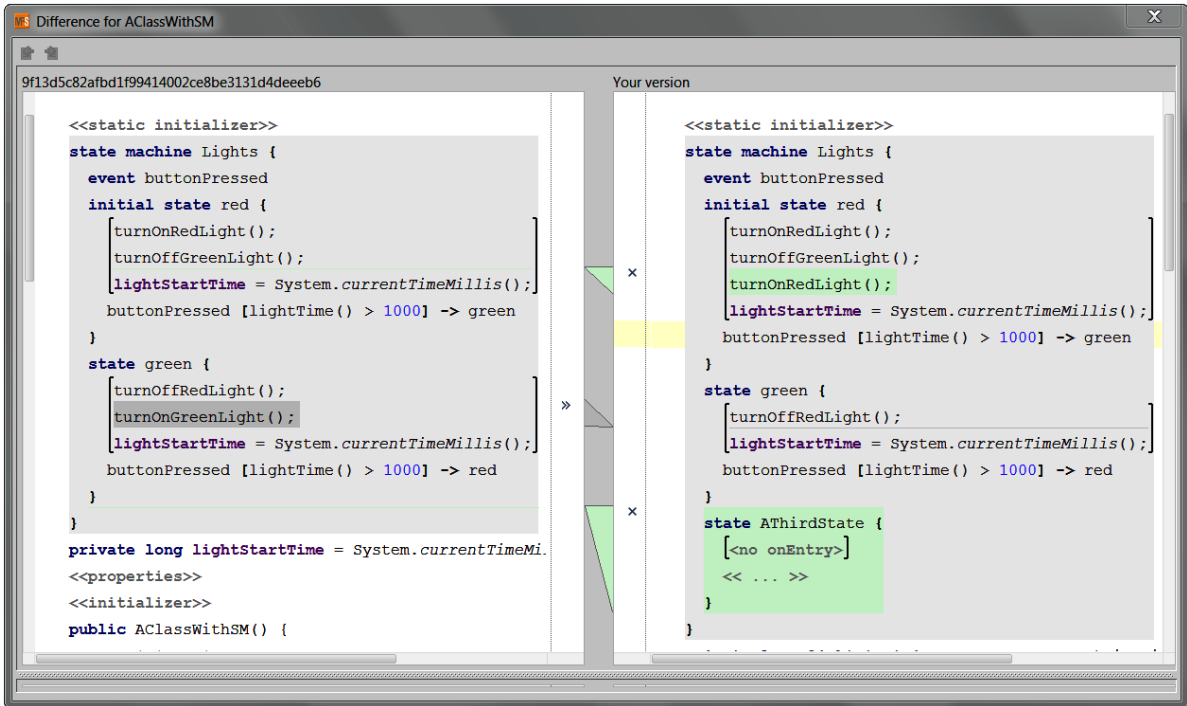 MPS Difference for AClassWithSM X
9f13d5c82afbd1f99414002ce8be3131d4deeeb6
<<static initializer>>
state machine Lights {
event buttonPressed
initial state red {
turnOnRedLight();
turnOffGreenLight();
lightStartTime = System.currentTimeMillis();
buttonPressed [lightTime() > 1000] -> green
}
state green {
turnOffRedLight();
turnOnGreenLight();
lightStartTime = System.currentTimeMillis();
buttonPressed [lightTime() > 1000] -> red
}
}
private long lightStartTime = System.currentTimeMi.
<<properties>>
<<initializer>>
public AClassWithSM() {
»
×
×
Your version
<<static initializer>>
state machine Lights {
event buttonPressed
initial state red {
turnOnRedLight();
turnOffGreenLight();
turnOnRedLight();
lightStartTime = System.currentTimeMillis();
buttonPressed [lightTime() > 1000] -> green
}
state green {
turnOffRedLight();
lightStartTime = System.currentTimeMillis();
buttonPressed [lightTime() > 1000] -> red
}
state AThirdState {
[<no onEntry>]
<< ... >>
}
}